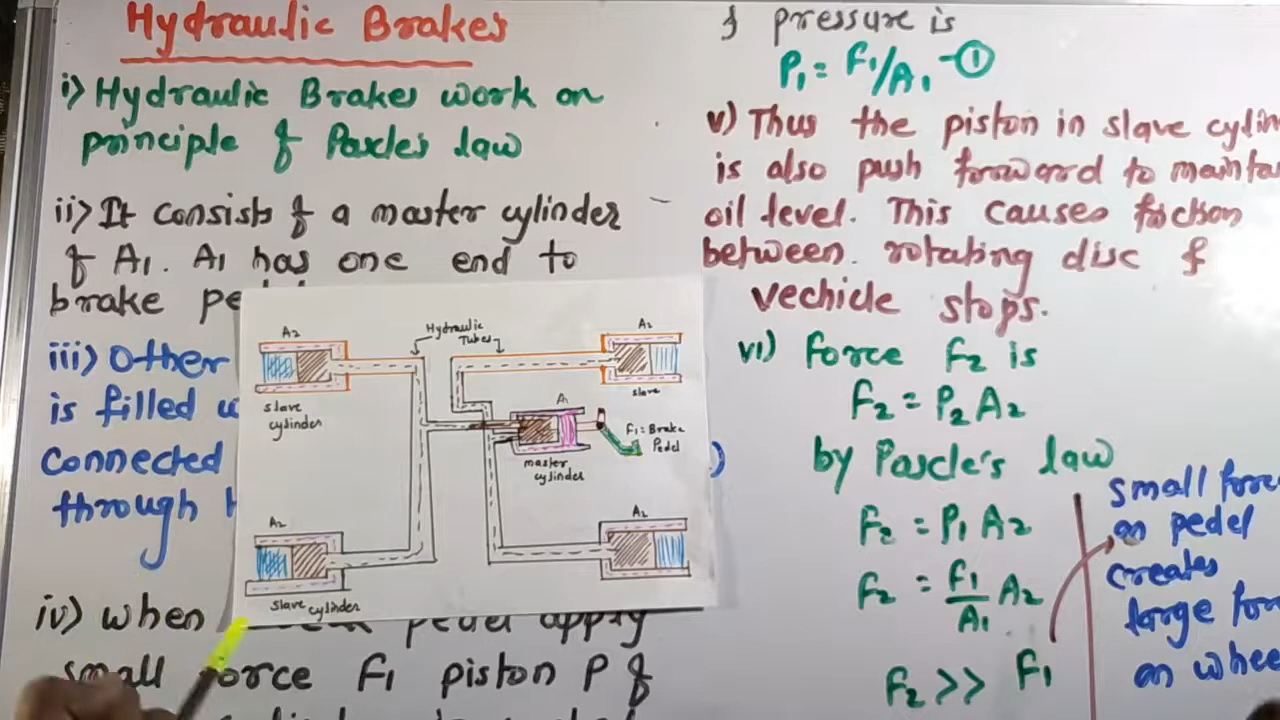 Hydraulic Brakes
i) Hydraulic Brakes work on
principle of Pascle's law
ii) It consists of a master cylinder
of A1. A1 has one end to
brake
iii) Other
is filled
Connected
through
iv) when pedel apply
small force F1 piston P of
A2
slave
cylinder
Hydraulic
Tubes
A2
slave
A1
F1 = Brake
Pedel
master
cylinder
A2
slave cylinder
A2
& pressure is
P1 = F1/A1 -①
v) Thus the piston in slave cylin
is also push forward to mainta
oil level. This causes friction
between rotating disc &
vechicle stops.
vi) Force F2 is
F2 = P2 A2
by Pascle's law
F2 = P1 A2
F2 = F1/A1 A2
F2 >> F1
small force
on pedel
creates
large for
on whee